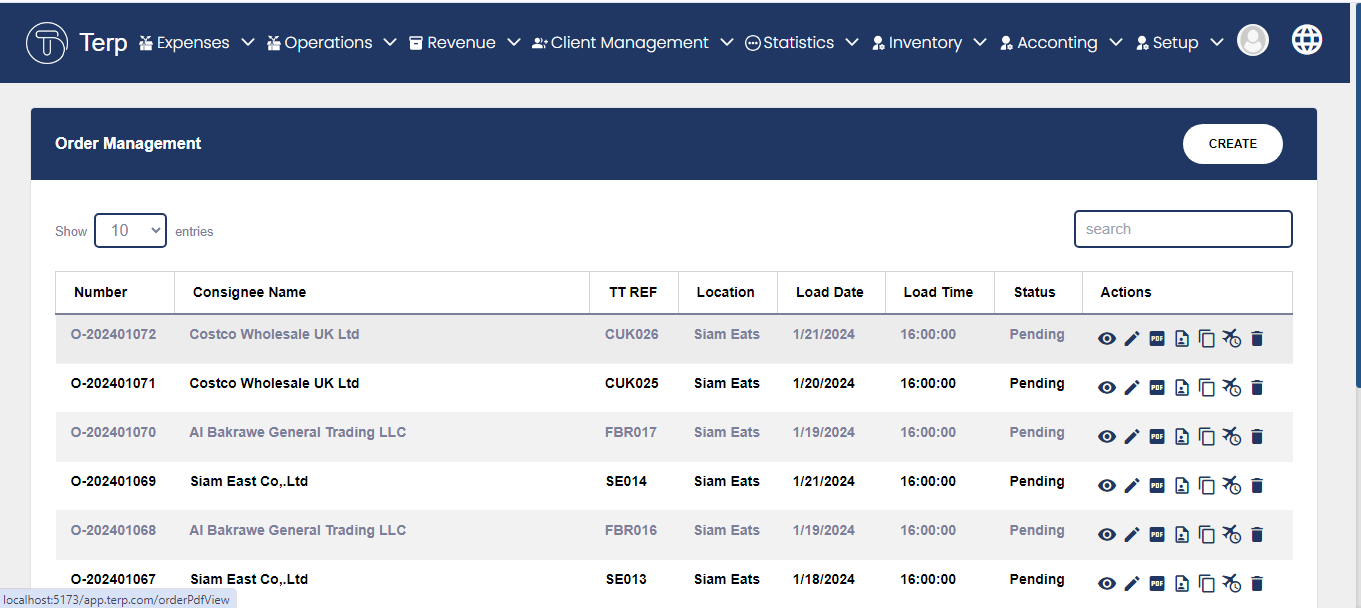 Terp Expenses Operations Revenue Client Management Statistics Inventory Acconting Setup
Order Management CREATE
Show 10 entries search
Number Consignee Name TT REF Location Load Date Load Time Status Actions
O-202401072 Costco Wholesale UK Ltd CUK026 Siam Eats 1/21/2024 16:00:00 Pending PDF
O-202401071 Costco Wholesale UK Ltd CUK025 Siam Eats 1/20/2024 16:00:00 Pending PDF
O-202401070 Al Bakrawe General Trading LLC FBR017 Siam Eats 1/19/2024 16:00:00 Pending PDF
O-202401069 Siam East Co,.Ltd SE014 Siam Eats 1/21/2024 16:00:00 Pending PDF
O-202401068 Al Bakrawe General Trading LLC FBR016 Siam Eats 1/19/2024 16:00:00 Pending PDF
O-202401067 Siam East Co,.Ltd SE013 Siam Eats 1/18/2024 16:00:00 Pending PDF
localhost:5173/app.terp.com/orderPdfView